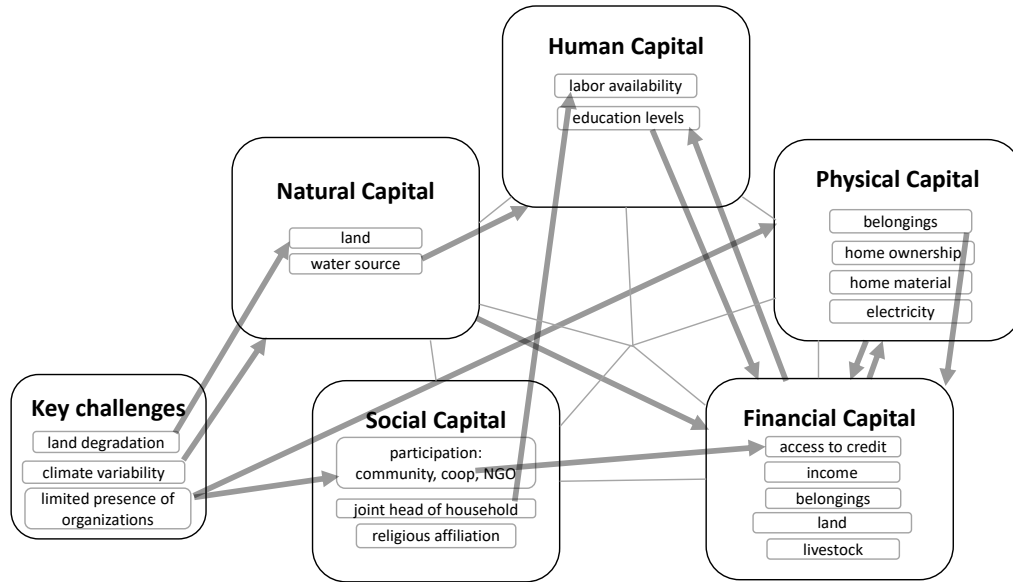 Human Capital
labor availability
education levels
Natural Capital
land
water source
Physical Capital
belongings
home ownership
home material
electricity
Key challenges
land degradation
climate variability
limited presence of
organizations
Social Capital
participation:
community, coop, NGO
joint head of household
religious affiliation
Financial Capital
access to credit
income
belongings
land
livestock